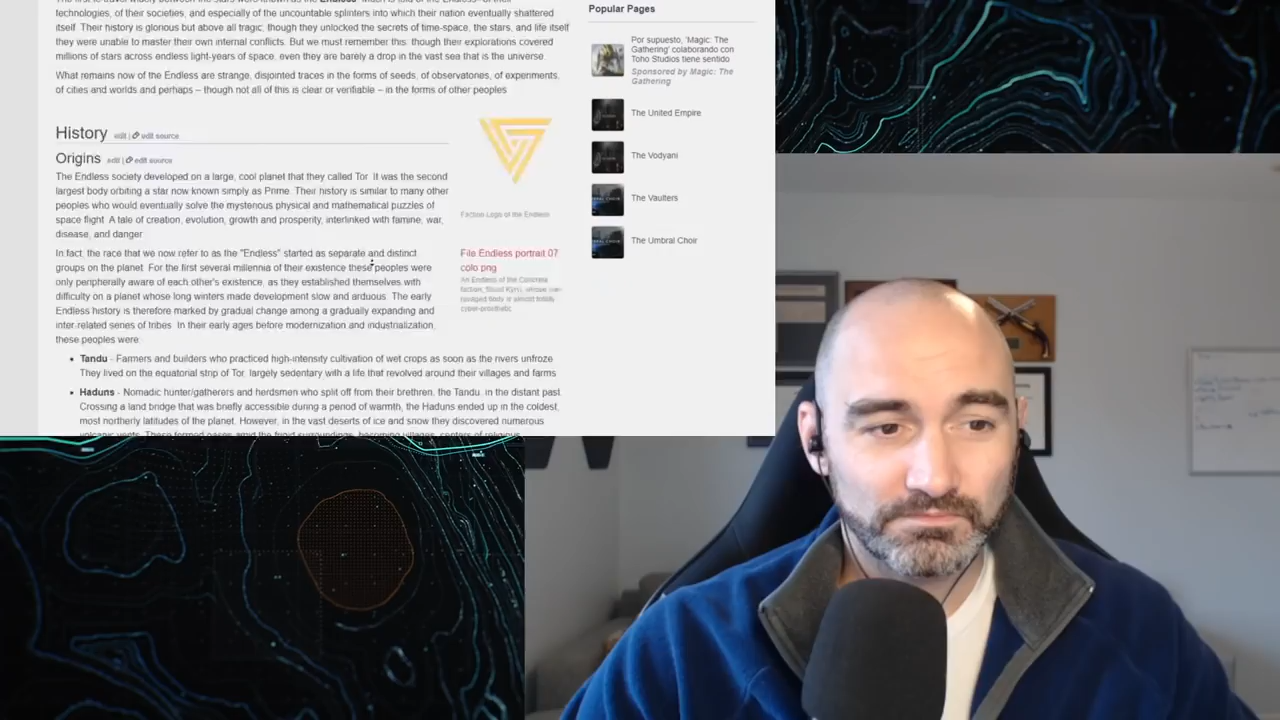 technologies, of their societies, and especially of the uncountable splinters into which their nation eventually shattered
itself. Their history is glorious but above all tragic; though they unlocked the secrets of time-space, the stars, and life itself
they were unable to master their own internal conflicts. But we must remember this: though their explorations covered
millions of stars across endless light-years of space, even they are barely a drop in the vast sea that is the universe.
What remains now of the Endless are strange, disjointed traces in the forms of seeds, of observatories, of experiments,
of cities and worlds and perhaps – though not all of this is clear or verifiable – in the forms of other peoples
History edit | edit source
Origins edit | edit source
The Endless society developed on a large, cool planet that they called Tor. It was the second
largest body orbiting a star now known simply as Prime. Their history is similar to many other
peoples who would eventually solve the mysterious physical and mathematical puzzles of
space flight. A tale of creation, evolution, growth and prosperity, interlinked with famine, war,
disease, and danger.
In fact, the race that we now refer to as the "Endless" started as separate and distinct
groups on the planet. For the first several millennia of their existence these peoples were
only peripherally aware of each other's existence, as they established themselves with
difficulty on a planet whose long winters made development slow and arduous. The early
Endless history is therefore marked by gradual change among a gradually expanding and
inter-related series of tribes. In their early ages before modernization and industrialization,
these peoples were:
• Tandu - Farmers and builders who practiced high-intensity cultivation of wet crops as soon as the rivers unfroze.
They lived on the equatorial strip of Tor, largely sedentary with a life that revolved around their villages and farms.
• Haduns - Nomadic hunter/gatherers and herdsmen who split off from their brethren, the Tandu, in the distant past.
Crossing a land bridge that was briefly accessible during a period of warmth, the Haduns ended up in the coldest,
most northerly latitudes of the planet. However, in the vast deserts of ice and snow they discovered numerous
Faction Logo of the Endless
File Endless portrait 07
colo png
An Endless of the Concrete
cyber-prosthetic
Popular Pages
Por supuesto, 'Magic: The
Gathering' colaborando con
Toho Studios tiene sentido
Sponsored by Magic: The
Gathering
The United Empire
The Vodyani
The Vaulters
The Umbral Choir